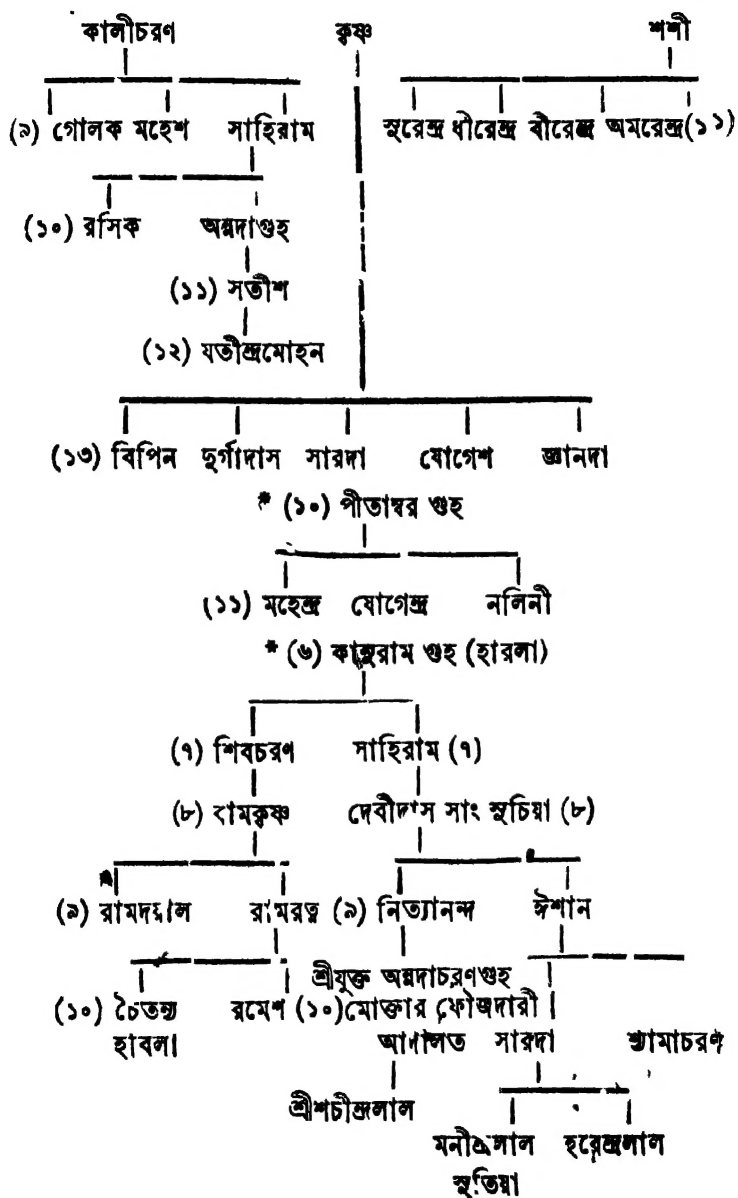 কালীচরণ কৃষ্ণ শশী
(৯) গোলক মহেশ সাহিরাম সুরেন্দ্র ধীরেন্দ্র বীরেন্দ্র অমরেন্দ্র(১১)
(১০) রসিক অন্নদাগুহ
(১১) সতীশ
(১২) যতীন্দ্রমোহন
(১৩) বিপিন দুর্গাদাস সারদা যোগেশ জ্ঞানদা
* (১০) পীতাম্বর গুহ
(১১) মহেন্দ্র যোগেন্দ্র নলিনী
* (৬) কানুরাম গুহ (হারলা)
(৭) শিবচরণ সাহিরাম (৭)
(৮) রামকৃষ্ণ দেবীদাস সাং সুচিয়া (৮)
(৯) রামদয়াল রামরত্ন (৯) নিত্যানন্দ ঈশান
শ্রীযুক্ত অন্নদাচরণগুহ
(১০) চৈতন্য রমেশ (১০)মোক্তার ফৌজদারী
হাবলা আদালত সারদা শ্যামাচরণ
শ্রীশচীন্দ্রলাল
মনীন্দ্রলাল হরেন্দ্রলাল
সুচিয়া